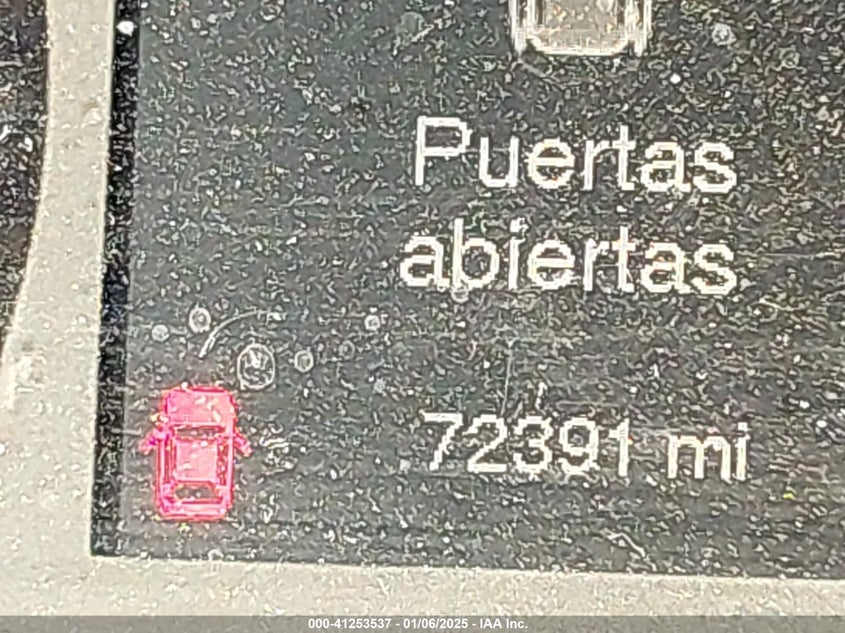 Puertas
abiertas
72391 mi
000-41253537 - 01/06/2025 - IAA Inc.